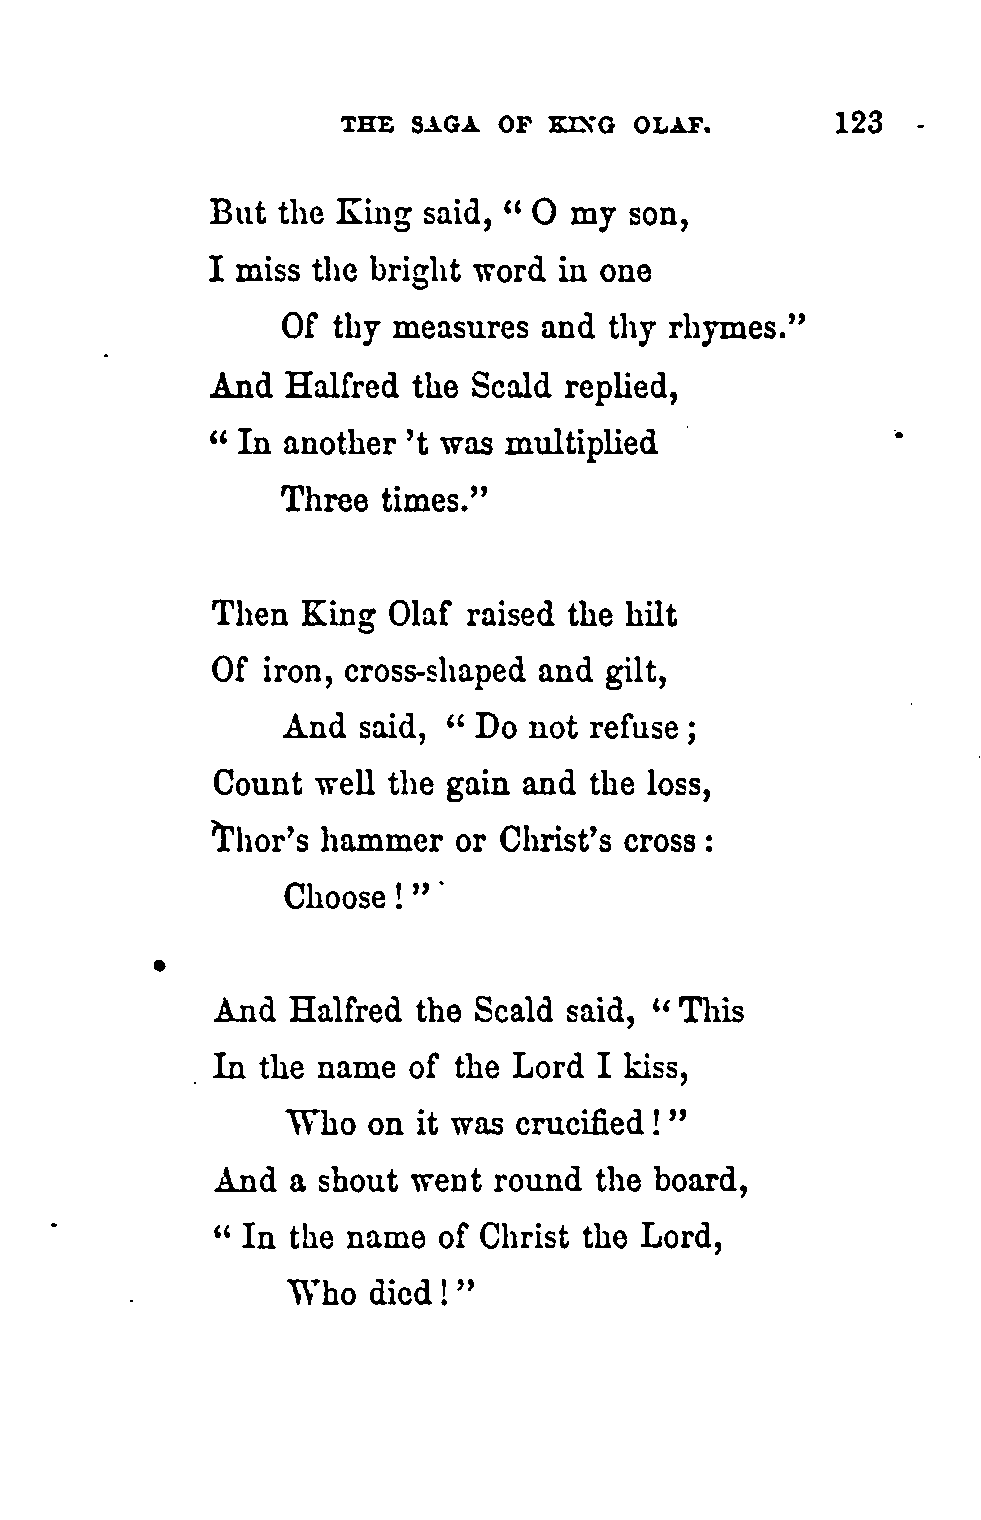 THE SAGA OF KING OLAF. 123
But the King said, “ O my son,
I miss the bright word in one
Of thy measures and thy rhymes.”
And Halfred the Scald replied,
“ In another ’t was multiplied
Three times.”
Then King Olaf raised the hilt
Of iron, cross-shaped and gilt,
And said, “ Do not refuse ;
Count well the gain and the loss,
Thor’s hammer or Christ’s cross :
Choose ! ”
And Halfred the Scald said, “ This
In the name of the Lord I kiss,
Who on it was crucified ! ”
And a shout went round the board,
“ In the name of Christ the Lord,
Who died ! ”